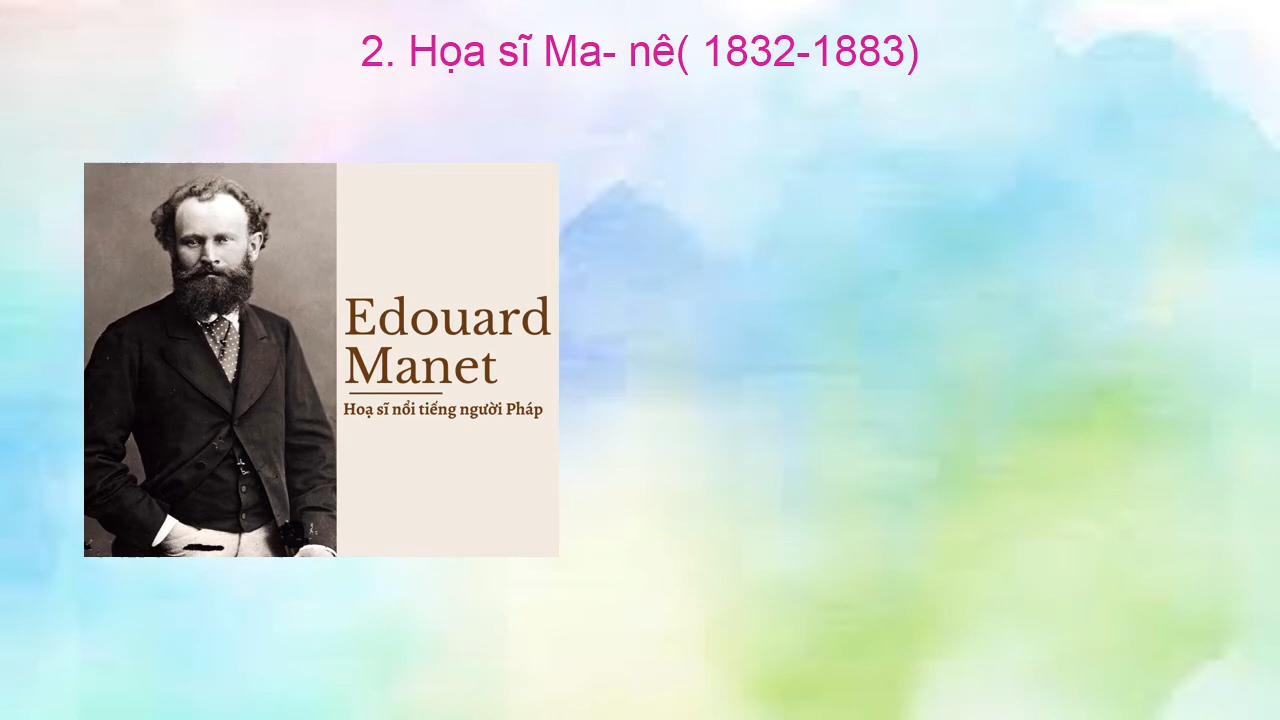 2. Họa sĩ Ma- nê( 1832-1883)
Edouard
Manet
Hoạ sĩ nổi tiếng người Pháp